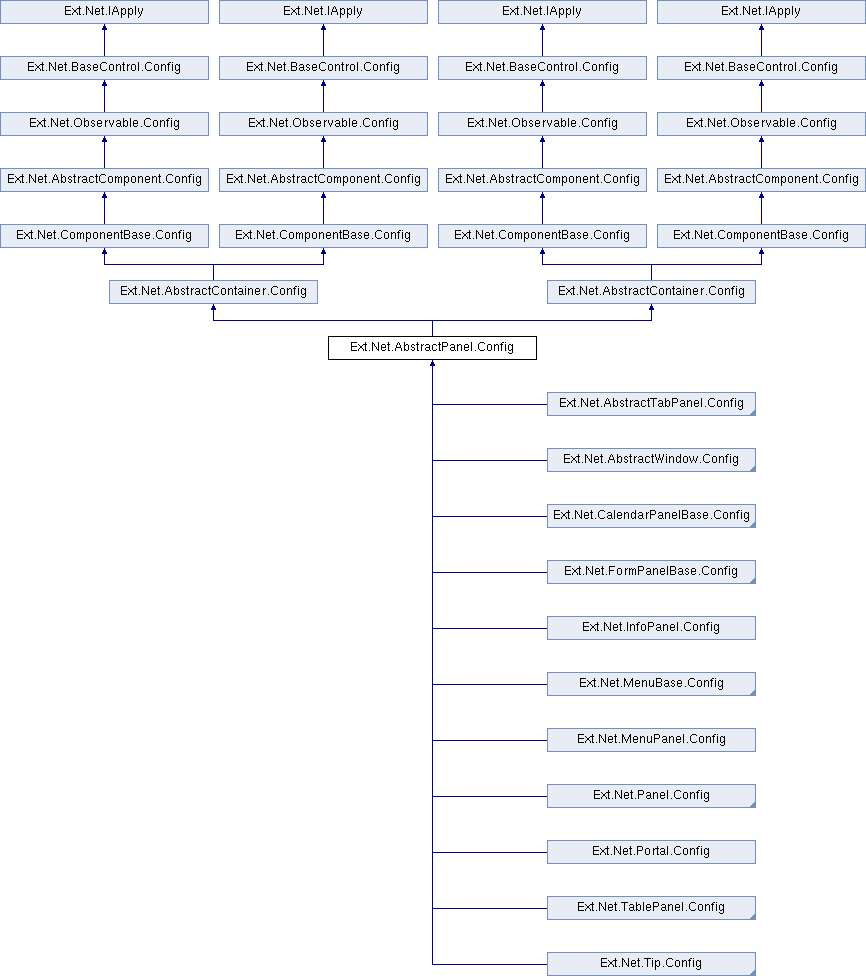 Ext.Net.IApply
Ext.Net.IApply
Ext.Net.IApply
Ext.Net.IApply
Ext.Net.BaseControl.Config
Ext.Net.BaseControl.Config
Ext.Net.BaseControl.Config
Ext.Net.BaseControl.Config
Ext.Net.Observable.Config
Ext.Net.Observable.Config
Ext.Net.Observable.Config
Ext.Net.Observable.Config
Ext.Net.AbstractComponent.Config
Ext.Net.AbstractComponent.Config
Ext.Net.AbstractComponent.Config
Ext.Net.AbstractComponent.Config
Ext.Net.ComponentBase.Config
Ext.Net.ComponentBase.Config
Ext.Net.ComponentBase.Config
Ext.Net.ComponentBase.Config
Ext.Net.AbstractContainer.Config
Ext.Net.AbstractContainer.Config
Ext.Net.AbstractPanel.Config
Ext.Net.AbstractTabPanel.Config
Ext.Net.AbstractWindow.Config
Ext.Net.CalendarPanelBase.Config
Ext.Net.FormPanelBase.Config
Ext.Net.InfoPanel.Config
Ext.Net.MenuBase.Config
Ext.Net.MenuPanel.Config
Ext.Net.Panel.Config
Ext.Net.Portal.Config
Ext.Net.TablePanel.Config
Ext.Net.Tip.Config